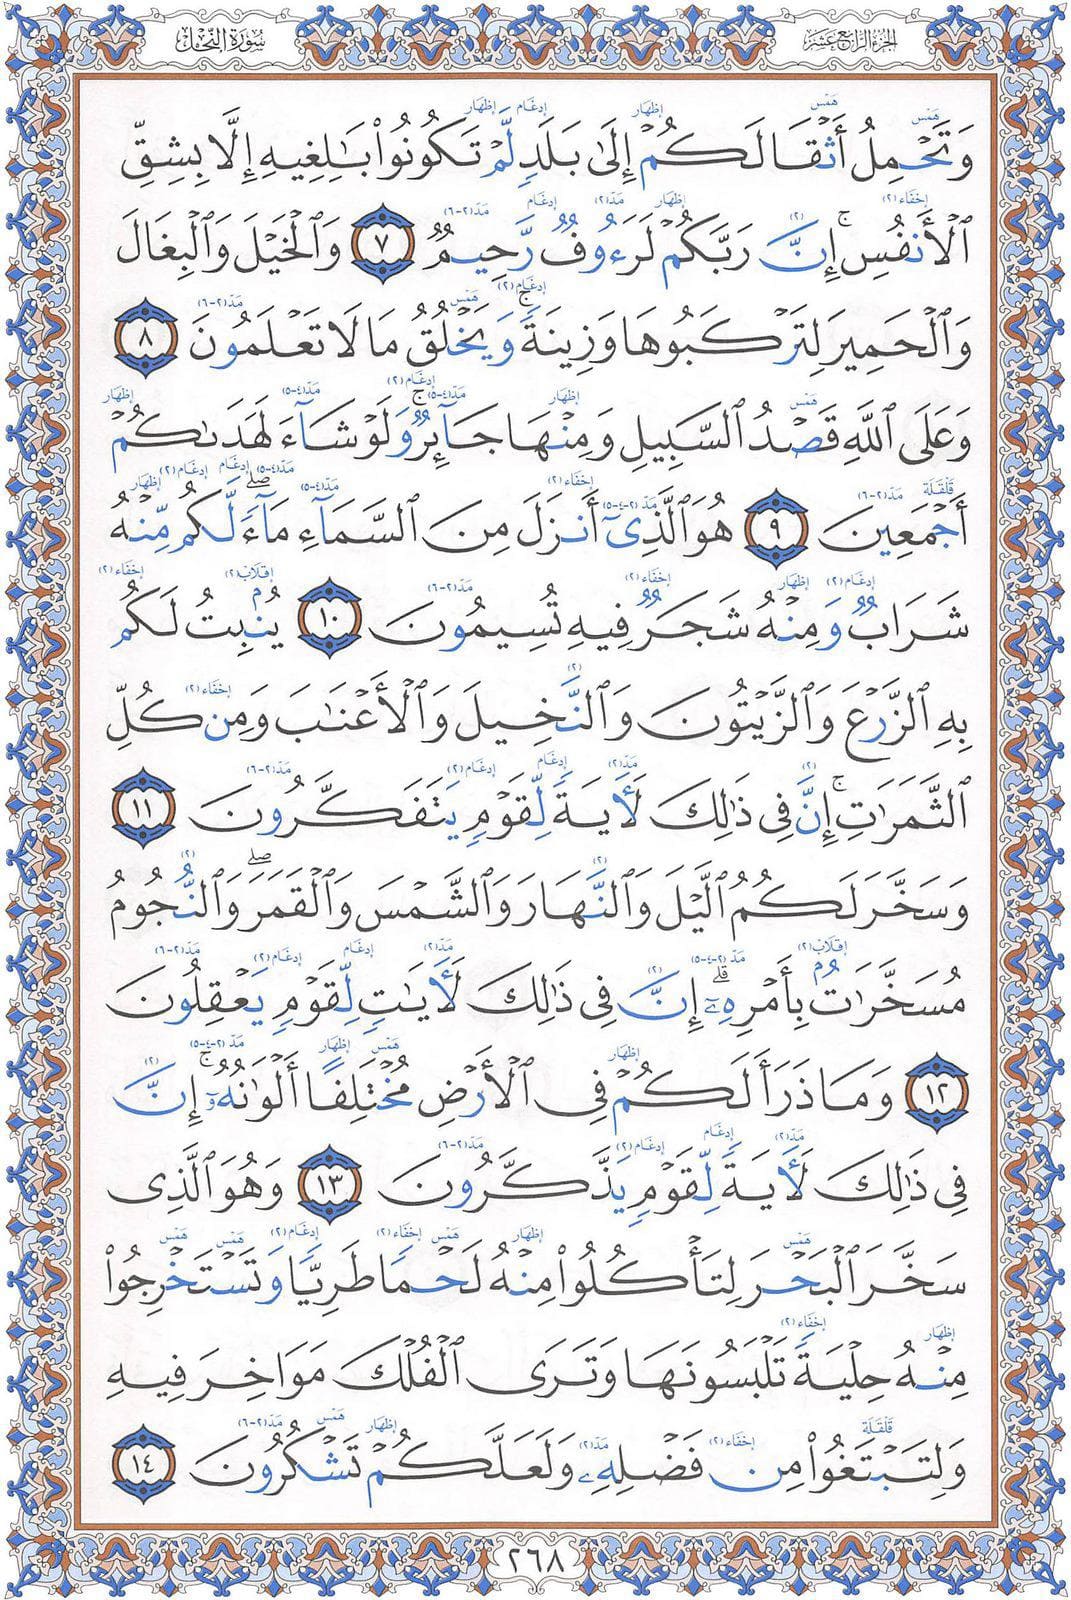 الجزء الرابع عشر
سورة النحل
وَتَحْمِلُ أَثْقَالَكُمْ إِلَىٰ بَلَدٍ لَّمْ تَكُونُوا۟ بَـٰلِغِيهِ إِلَّا بِشِقِّ
ٱلْأَنفُسِ ۚ إِنَّ رَبَّكُمْ لَرَءُوفٌ رَّحِيمٌ ٧ وَٱلْخَيْلَ وَٱلْبِغَالَ
وَٱلْحَمِيرَ لِتَرْكَبُوهَا وَزِينَةً ۚ وَيَخْلُقُ مَا لَا تَعْلَمُونَ ٨
وَعَلَى ٱللَّهِ قَصْدُ ٱلسَّبِيلِ وَمِنْهَا جَآئِرٌ ۚ وَلَوْ شَآءَ لَهَدَىٰكُمْ
أَجْمَعِينَ ٩ هُوَ ٱلَّذِىٓ أَنزَلَ مِنَ ٱلسَّمَآءِ مَآءً ۖ لَّكُم مِّنْهُ
شَرَابٌ وَمِنْهُ شَجَرٌ فِيهِ تُسِيمُونَ ١٠ يُنۢبِتُ لَكُم
بِهِ ٱلزَّرْعَ وَٱلزَّيْتُونَ وَٱلنَّخِيلَ وَٱلْأَعْنَـٰبَ وَمِن كُلِّ
ٱلثَّمَرَٰتِ ۗ إِنَّ فِى ذَٰلِكَ لَـَٔايَةً لِّقَوْمٍ يَتَفَكَّرُونَ ١١
وَسَخَّرَ لَكُمُ ٱلَّيْلَ وَٱلنَّهَارَ وَٱلشَّمْسَ وَٱلْقَمَرَ ۖ وَٱلنُّجُومُ
مُسَخَّرَٰتٌۢ بِأَمْرِهِۦٓ ۗ إِنَّ فِى ذَٰلِكَ لَـَٔايَـٰتٍ لِّقَوْمٍ يَعْقِلُونَ
١٢ وَمَا ذَرَأَ لَكُمْ فِى ٱلْأَرْضِ مُخْتَلِفًا أَلْوَٰنُهُۥٓ ۗ إِنَّ
فِى ذَٰلِكَ لَـَٔايَةً لِّقَوْمٍ يَذَّكَّرُونَ ١٣ وَهُوَ ٱلَّذِى
سَخَّرَ ٱلْبَحْرَ لِتَأْكُلُوا۟ مِنْهُ لَحْمًا طَرِيًّا وَتَسْتَخْرِجُوا۟
مِنْهُ حِلْيَةً تَلْبَسُونَهَا وَتَرَى ٱلْفُلْكَ مَوَاخِرَ فِيهِ
وَلِتَبْتَغُوا۟ مِن فَضْلِهِۦ وَلَعَلَّكُمْ تَشْكُرُونَ ١٤
٢٦٨